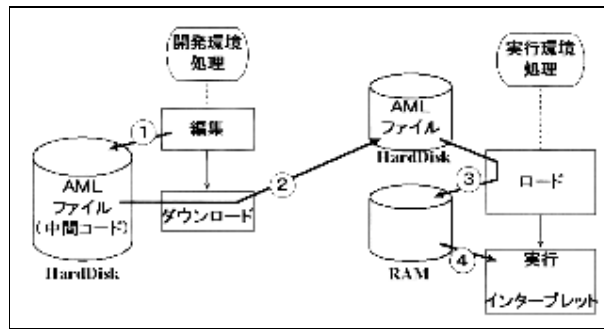 開発環境
処理
①
編集
AML
ファイル
(中間コード)
HardDisk
ダウンロード
②
AML
ファイル
HardDisk
実行環境
処理
③
ロード
RAM
④
実行
インタープレット